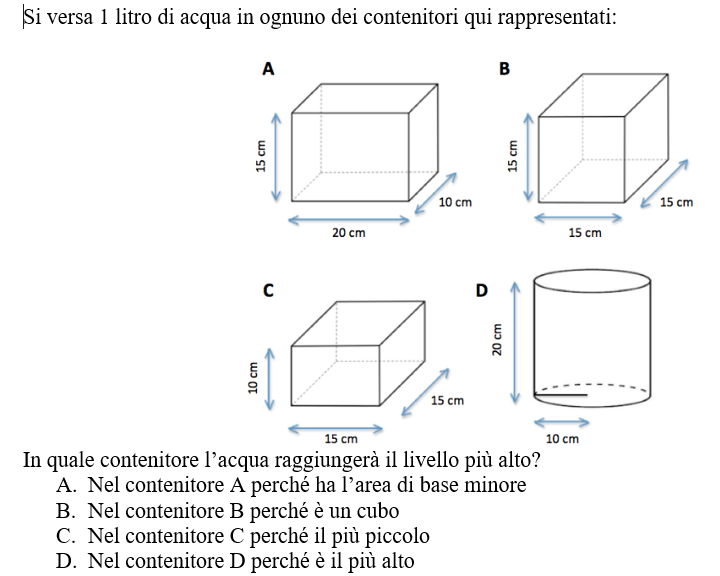 Si versa 1 litro di acqua in ognuno dei contenitori qui rappresentati:
A
B
15 cm
10 cm
20 cm
15 cm
15 cm
15 cm
C
D
10 cm
15 cm
15 cm
20 cm
10 cm
In quale contenitore l’acqua raggiungerà il livello più alto?
A. Nel contenitore A perché ha l’area di base minore
B. Nel contenitore B perché è un cubo
C. Nel contenitore C perché il più piccolo
D. Nel contenitore D perché è il più alto